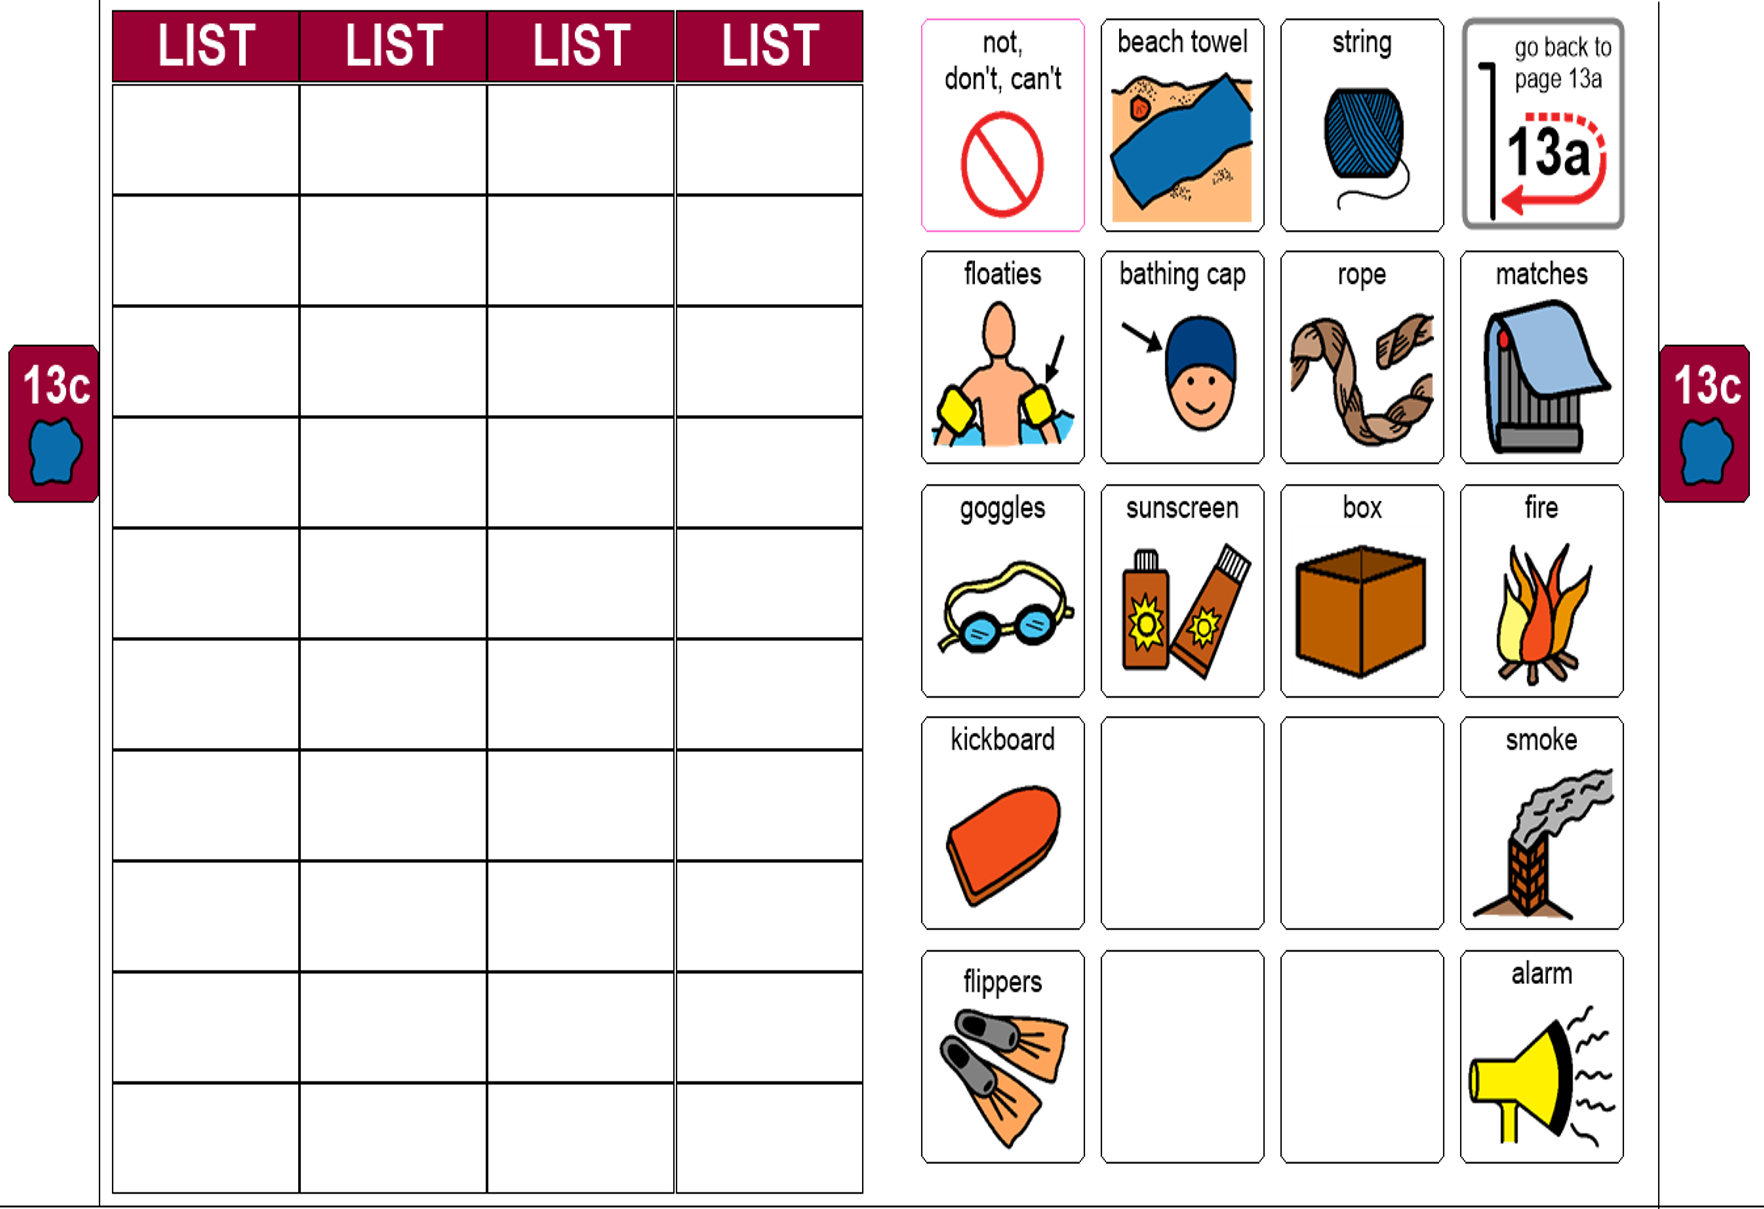 LIST LIST LIST LIST
13c
not,
don't, can't
beach towel
string
go back to
page 13a
13a
floaties
bathing cap
rope
matches
goggles
sunscreen
box
fire
kickboard
smoke
flippers
alarm
13c